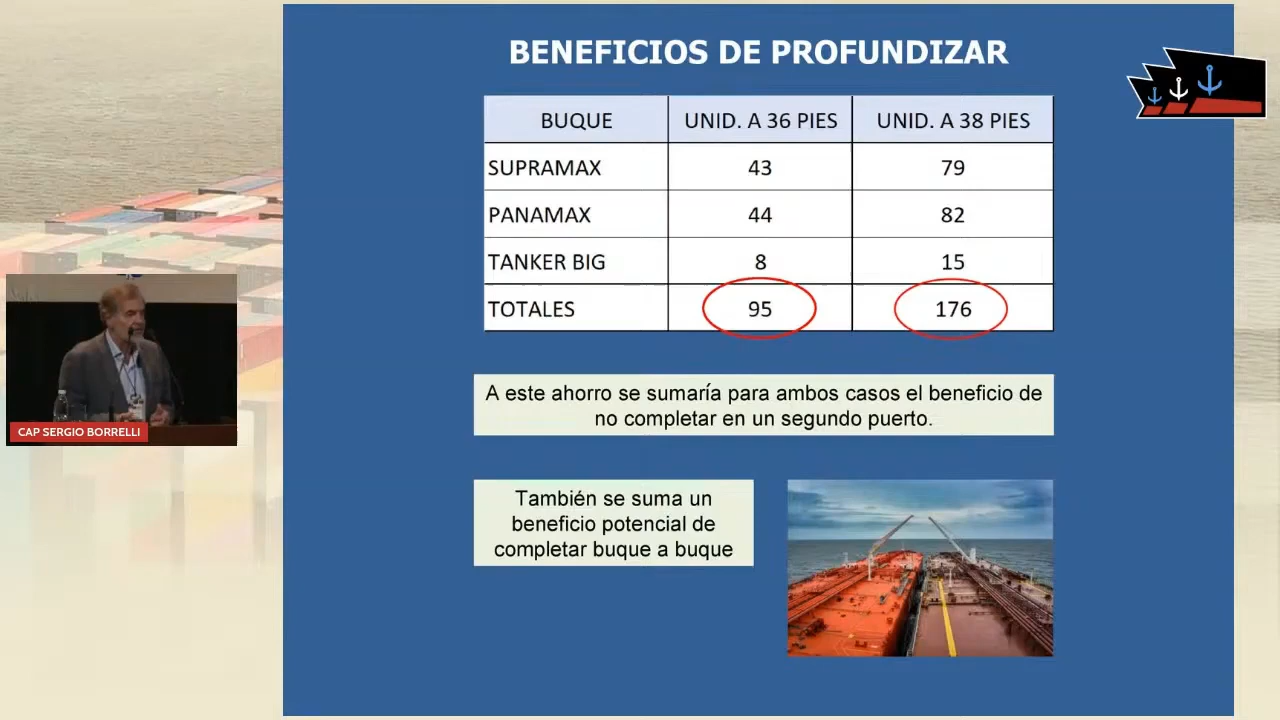 BENEFICIOS DE PROFUNDIZAR
BUQUE UNID. A 36 PIES UNID. A 38 PIES
SUPRAMAX 43 79
PANAMAX 44 82
TANKER BIG 8 15
TOTALES 95 176
A este ahorro se sumaría para ambos casos el beneficio de
no completar en un segundo puerto.
También se suma un
beneficio potencial de
completar buque a buque
CAP SERGIO BORRELLI